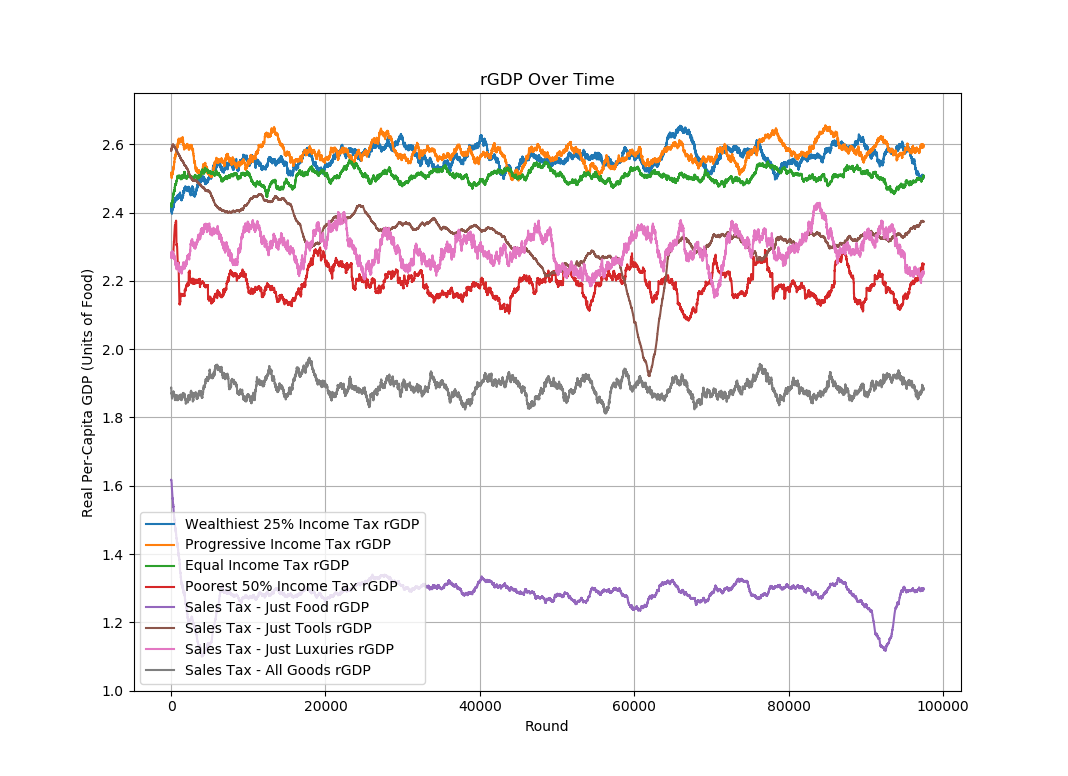 rGDP Over Time
Real Per-Capita GDP (Units of Food)
2.6
2.4
2.2
2.0
1.8
1.6
1.4
1.2
1.0
Wealthiest 25% Income Tax rGDP
Progressive Income Tax rGDP
Equal Income Tax rGDP
Poorest 50% Income Tax rGDP
Sales Tax - Just Food rGDP
Sales Tax - Just Tools rGDP
Sales Tax - Just Luxuries rGDP
Sales Tax - All Goods rGDP
0 20000 40000 60000 80000 100000
Round